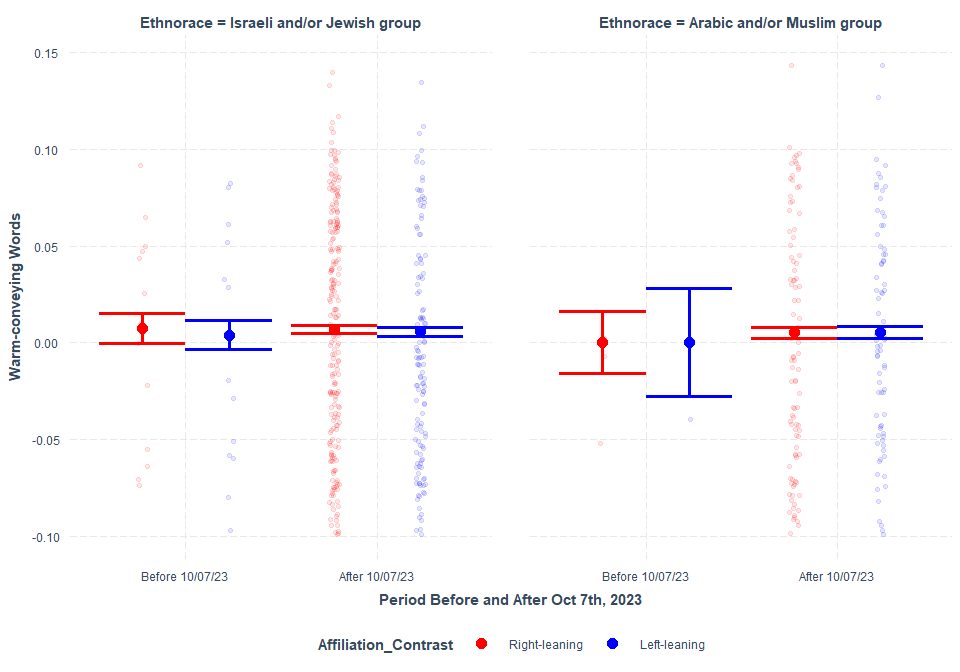 Ethnorace = Israeli and/or Jewish group
Ethnorace = Arabic and/or Muslim group
Warm-conveying Words
0.15
0.10
0.05
0.00
-0.05
-0.10
Before 10/07/23
After 10/07/23
Before 10/07/23
After 10/07/23
Period Before and After Oct 7th, 2023
Affiliation_Contrast
Right-leaning
Left-leaning